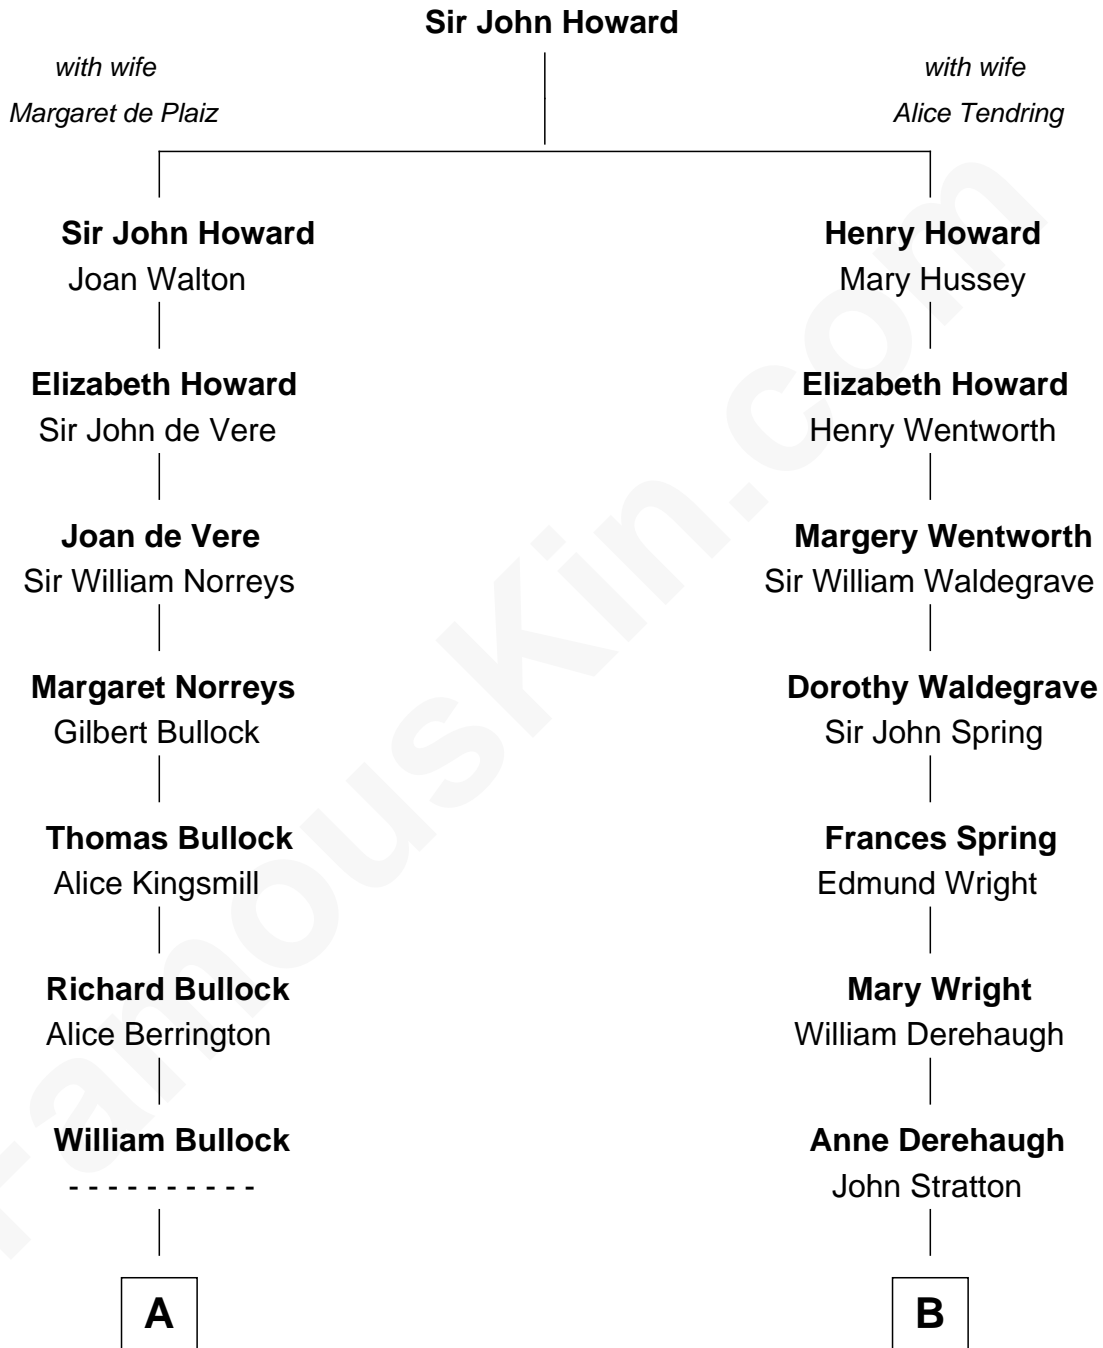 Sir John Howard
with wife
Margaret de Plaiz
with wife
Alice Tendring
Sir John Howard
Joan Walton
Henry Howard
Mary Hussey
Elizabeth Howard
Sir John de Vere
Elizabeth Howard
Henry Wentworth
Joan de Vere
Sir William Norreys
Margery Wentworth
Sir William Waldegrave
Margaret Norreys
Gilbert Bullock
Dorothy Waldegrave
Sir John Spring
Thomas Bullock
Alice Kingsmill
Frances Spring
Edmund Wright
Richard Bullock
Alice Berrington
Mary Wright
William Derehaugh
William Bullock
- - - - - - - - - -
Anne Derehaugh
John Stratton
A
B
FamousKin.com